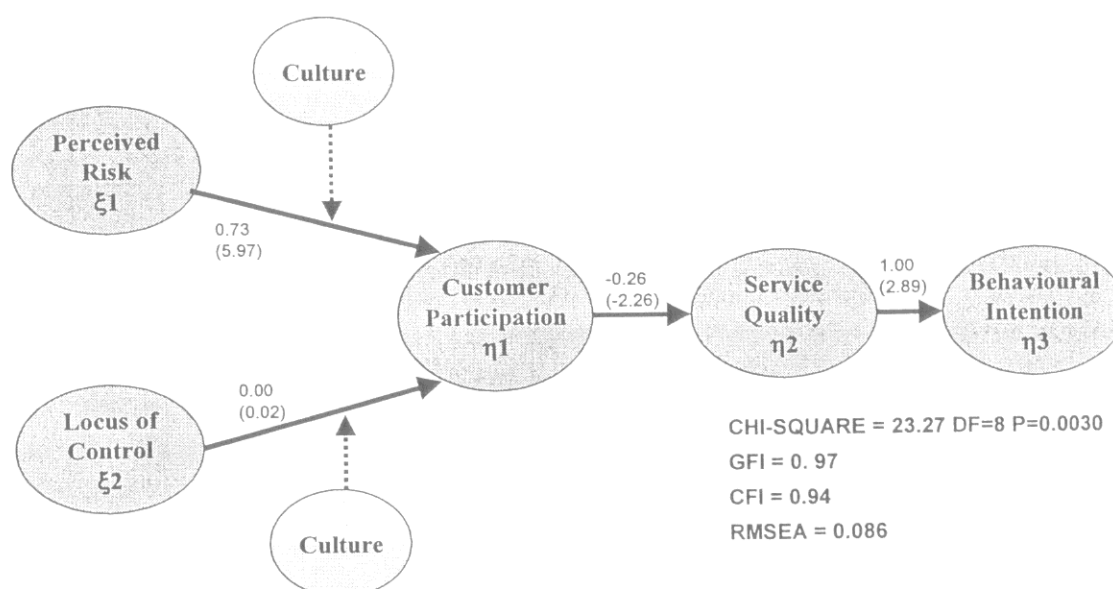 Culture
Perceived
Risk
ξ1
0.73
(5.97)
Customer
Participation
η1
-0.26
(-2.26)
Service
Quality
η2
1.00
(2.89)
Behavioural
Intention
η3
0.00
(0.02)
Locus of
Control
ξ2
Culture
CHI-SQUARE = 23.27 DF=8 P=0.0030
GFI = 0. 97
CFI = 0.94
RMSEA = 0.086